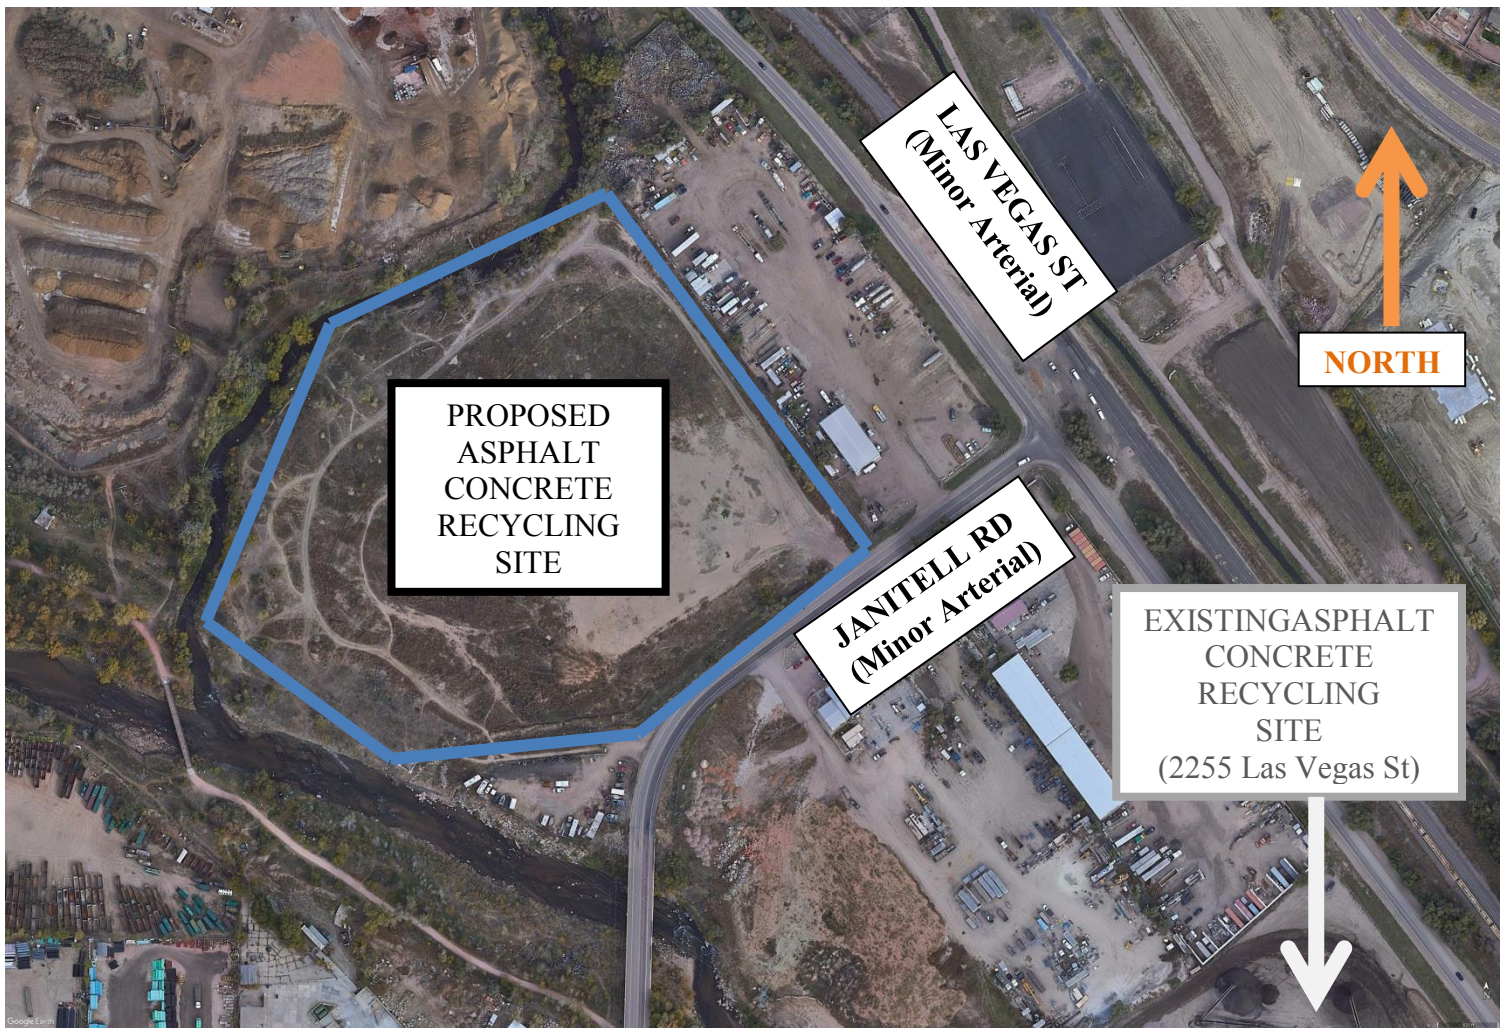 LAS VEGAS ST
(Minor Arterial)
NORTH
PROPOSED
ASPHALT
CONCRETE
RECYCLING
SITE
JANITELL RD
(Minor Arterial)
EXISTINGASPHALT
CONCRETE
RECYCLING
SITE
(2255 Las Vegas St)
N
Google Earth